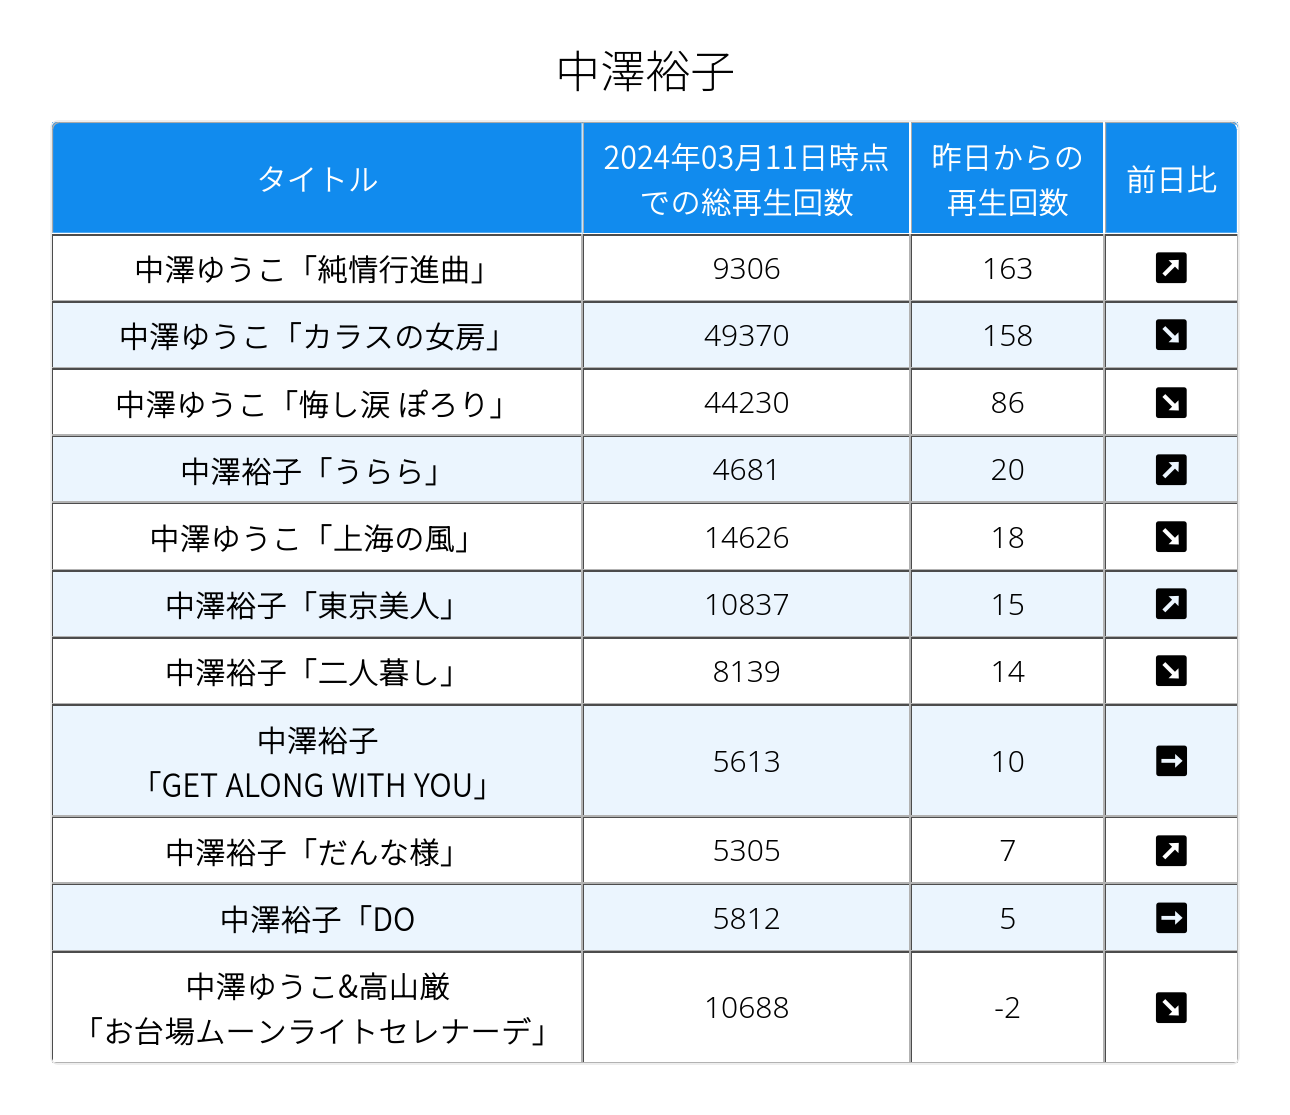 中澤裕子
タイトル
2024年03月11日時点
での総再生回数
昨日からの
再生回数
前日比
中澤ゆうこ「純情行進曲」 9306 163 ↗
中澤ゆうこ「カラスの女房」 49370 158 ↘
中澤ゆうこ「悔し涙 ぽろり」 44230 86 ↘
中澤裕子「うらら」 4681 20 ↗
中澤ゆうこ「上海の風」 14626 18 ↘
中澤裕子「東京美人」 10837 15 ↗
中澤裕子「二人暮し」 8139 14 ↘
中澤裕子
「GET ALONG WITH YOU」 5613 10 →
中澤裕子「だんな様」 5305 7 ↗
中澤裕子「DO 5812 5 →
中澤ゆうこ&高山厳
「お台場ムーンライトセレナーデ」 10688 -2 ↘